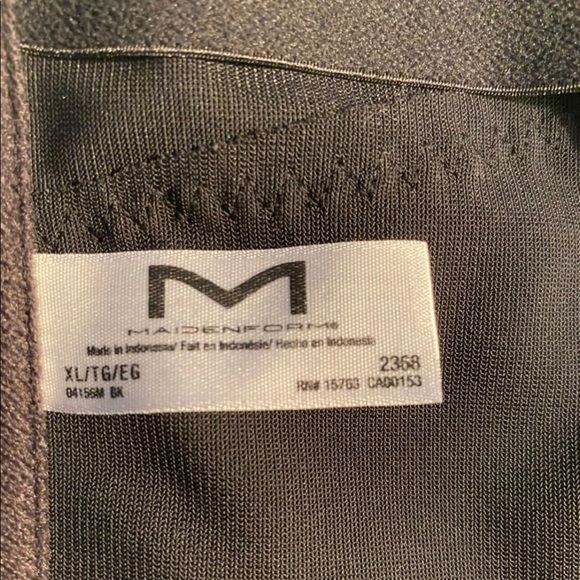 M
MAIDENFORM®
Made in Indonesia/ Fait en Indonésie/ Hecho en Indonesia
XL/TG/EG 2368
04156M BK RN# 15763 CA00153